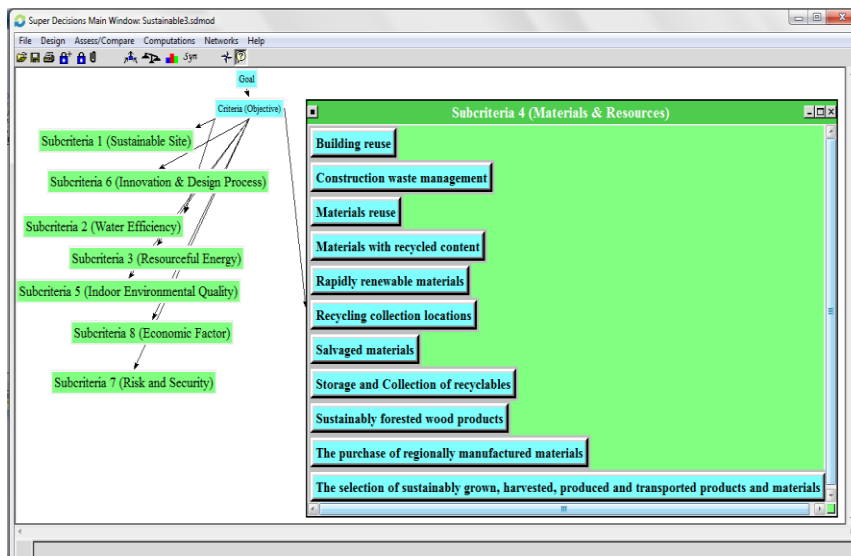 Super Decisions Main Window: Sustainable3.sdmod
File Design Assess/Compare Computations Networks Help
Syn
Goal
Criteria (Objective)
Subcriteria 1 (Sustainable Site)
Subcriteria 6 (Innovation & Design Process)
Subcriteria 2 (Water Efficiency)
Subcriteria 3 (Resourceful Energy)
Subcriteria 5 (Indoor Environmental Quality)
Subcriteria 8 (Economic Factor)
Subcriteria 7 (Risk and Security)
Subcriteria 4 (Materials & Resources)
Building reuse
Construction waste management
Materials reuse
Materials with recycled content
Rapidly renewable materials
Recycling collection locations
Salvaged materials
Storage and Collection of recyclables
Sustainably forested wood products
The purchase of regionally manufactured materials
The selection of sustainably grown, harvested, produced and transported products and materials